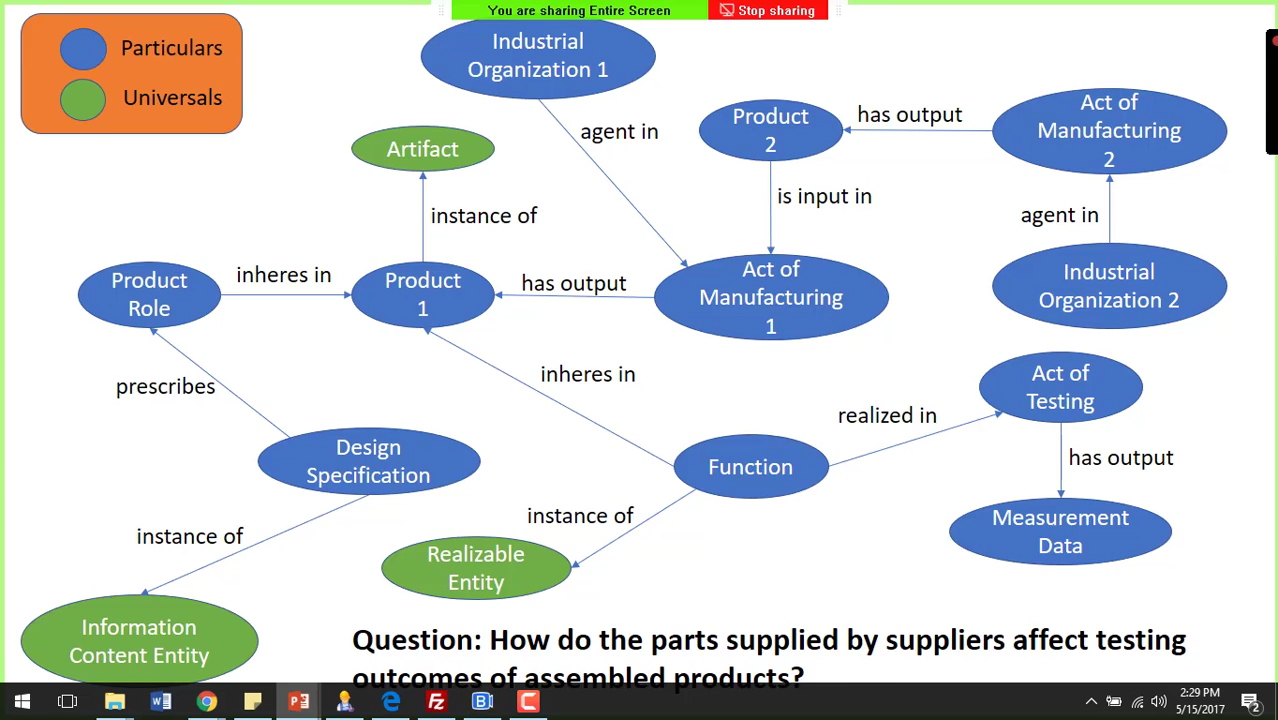 You are sharing Entire Screen
Stop sharing
Particulars
Universals
Industrial
Organization 1
agent in
Product
2
has output
Act of
Manufacturing
2
Artifact
is input in
instance of
agent in
Product
Role
inheres in
Product
1
has output
Act of
Manufacturing
1
Industrial
Organization 2
prescribes
inheres in
Act of
Testing
realized in
Design
Specification
Function
has output
instance of
instance of
Measurement
Data
Realizable
Entity
Information
Content Entity
Question: How do the parts supplied by suppliers affect testing
outcomes of assembled products?
2:29 PM
5/15/2017
2